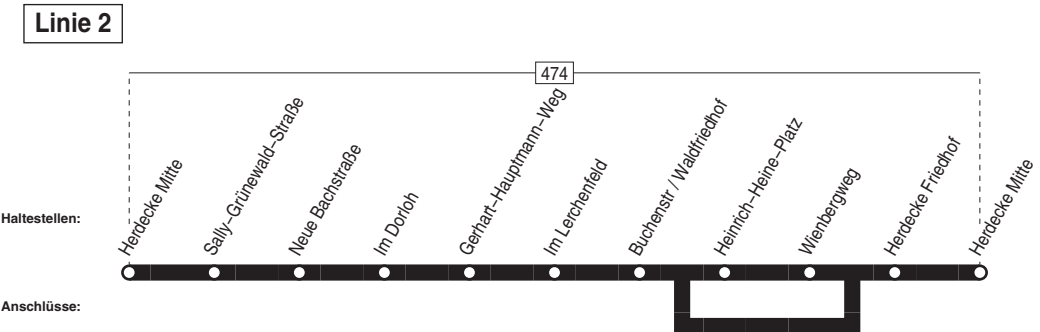 Linie 2
474
Haltestellen:
Herdecke Mitte
Sally-Grünewald-Straße
Neue Bachstraße
Im Dorloh
Gerhart-Hauptmann-Weg
Im Lerchenfeld
Buchenstr / Waldfriedhof
Heinrich-Heine-Platz
Wienbergweg
Herdecke Friedhof
Herdecke Mitte
Anschlüsse: